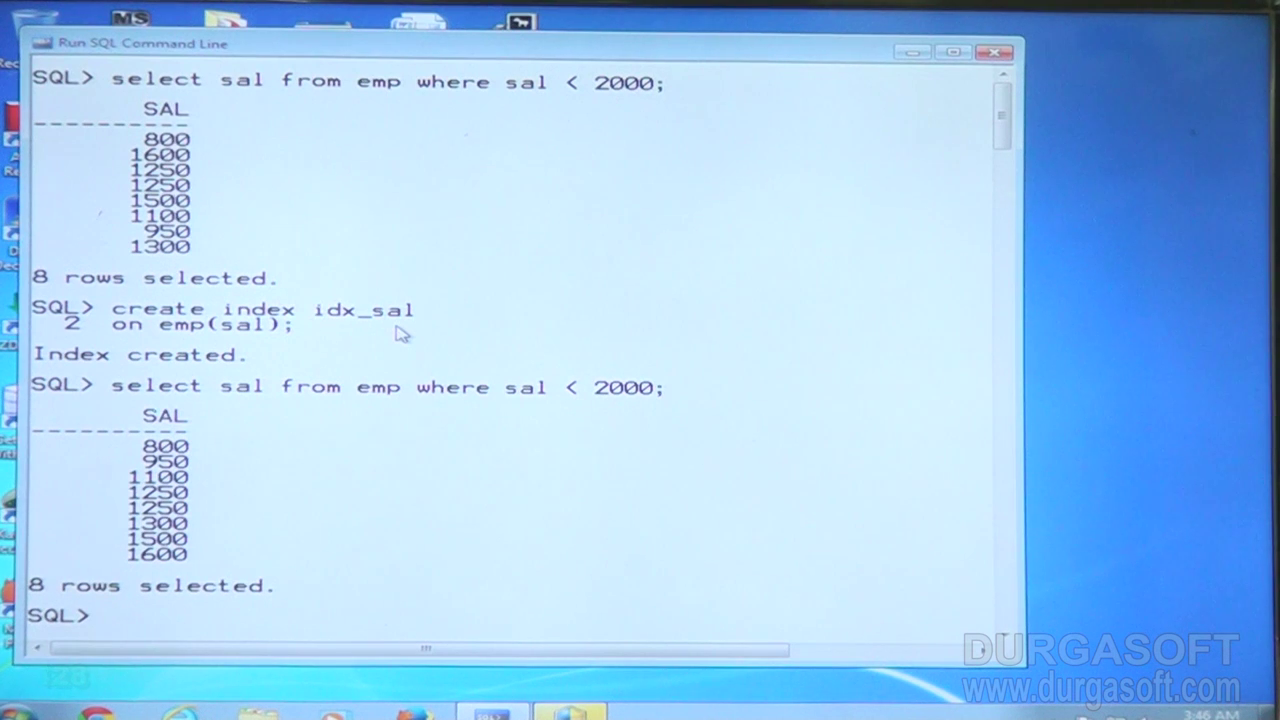 MS
Run SQL Command Line
SQL> select sal from emp where sal < 2000;
SAL
----------
800
1600
1250
1250
1500
1100
950
1300
8 rows selected.
SQL> create index idx_sal
2 on emp(sal);
Index created.
SQL> select sal from emp where sal < 2000;
SAL
----------
800
950
1100
1250
1250
1300
1500
1600
8 rows selected.
SQL>
DURGASOFT
www.durgasoft.com
3:46 AM